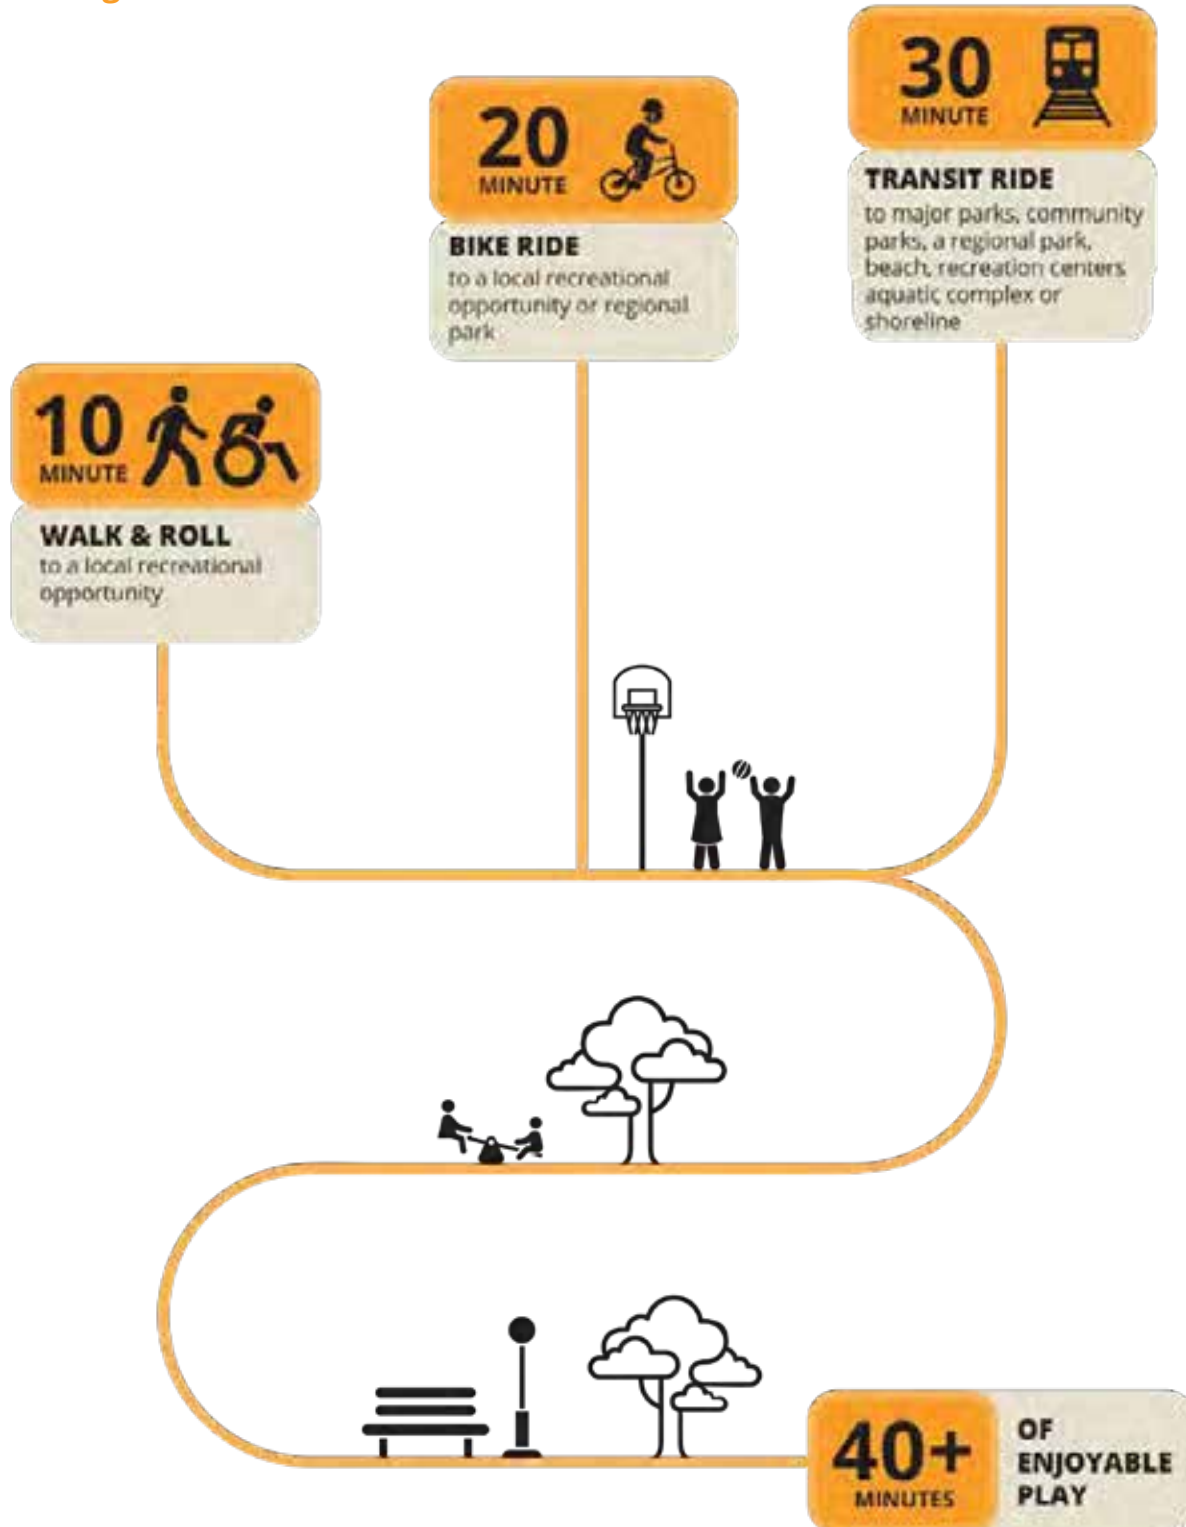 10
MINUTE
WALK & ROLL
to a local recreational
opportunity
20
MINUTE
BIKE RIDE
to a local recreational
opportunity or regional
park
30
MINUTE
TRANSIT RIDE
to major parks, community
parks, a regional park,
beach, recreation centers
aquatic complex or
shoreline
40+
MINUTES
OF
ENJOYABLE
PLAY